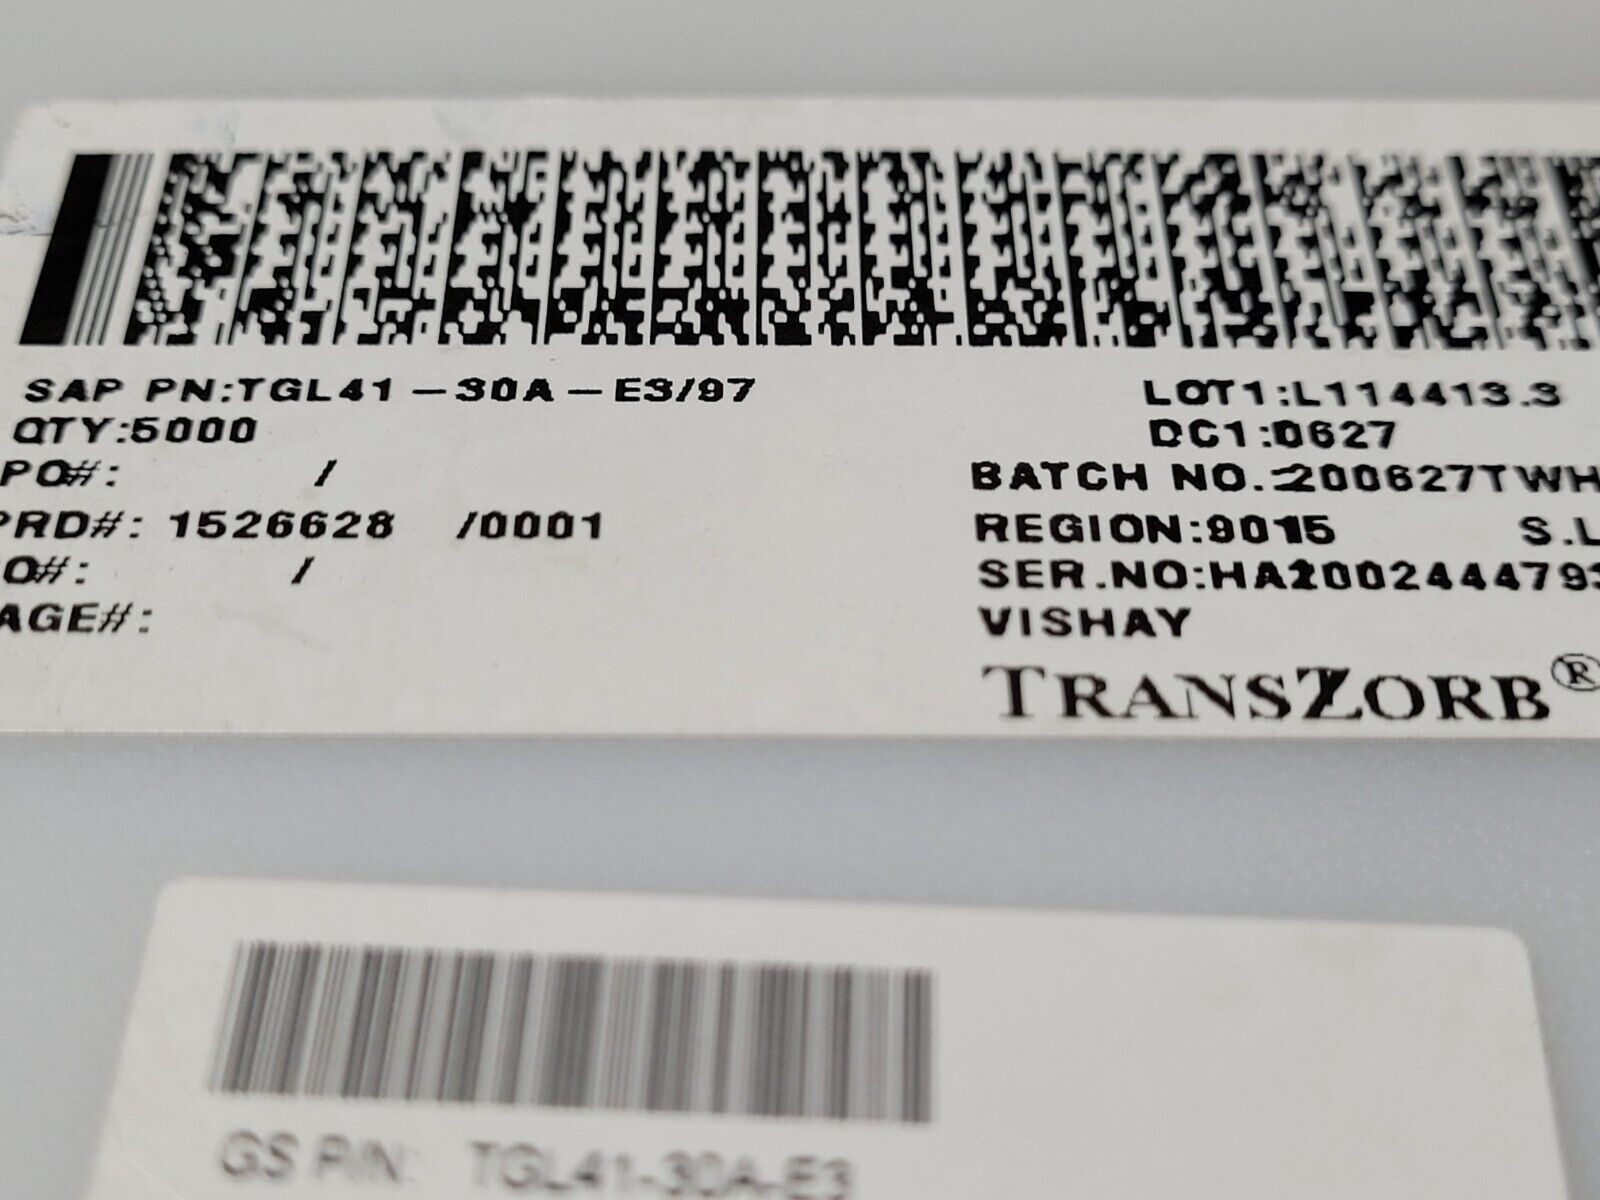 SAP PN:TGL41-30A-E3/97
QTY:5000
PO#: /
PRD#: 1526628 /0001
O#: /
AGE#:
LOT1:L114413.3
DC1:0627
BATCH NO.:200627TWH
REGION:9015 S.L
SER.NO:HA200244479
VISHAY
TRANSZORB®
GS P/N: TGL41-30A-E3